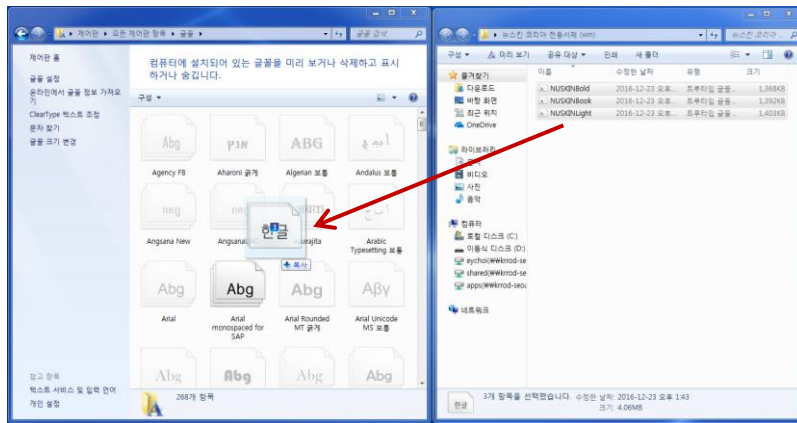 제어판 ▸ 모든 제어판 항목 ▸ 글꼴 ▸
글꼴 검색
제어판 홈
글꼴 설정
온라인에서 글꼴 정보 가져오
기
ClearType 텍스트 조정
문자 찾기
글꼴 크기 변경
참고 항목
텍스트 서비스 및 입력 언어
개인 설정
컴퓨터에 설치되어 있는 글꼴을 미리 보거나 삭제하고 표시
하거나 숨깁니다.
구성
Abg
אנץ
ABG
Agency FB
Aharoni 굵게
Algerian 보통
Andalus 보통
한글
3
복사
Angsana New
Arabic
Typesetting 보통
Abg
Abg
Abg
Αβγ
Arial
Arial
monospaced for
SAP
Arial Rounded
MT 굵게
Arial Unicode
MS 보통
Abg
Abg
Abg
Abg
268개 항목
뉴스킨 코리아 전용서체 (win)
구성
미리 보기
공유 대상
인쇄
새 폴더
즐겨찾기
다운로드
바탕 화면
최근 위치
OneDrive
라이브러리
비디오
사진
음악
컴퓨터
로컬 디스크 (C:)
이동식 디스크 (D:)
eychoi(₩₩krrod-se
shared(₩₩krrod-se
apps(₩₩krrod-seo
네트워크
이름
수정한 날짜
유형
크기
NUSKINBold 2016-12-23 오후... 트루타입 글꼴... 1,368KB
NUSKINBook 2016-12-23 오후... 트루타입 글꼴... 1,392KB
NUSKINLight 2016-12-23 오후... 트루타입 글꼴... 1,403KB
한글
3개 항목을 선택했습니다. 수정한 날짜: 2016-12-23 오후 1:43
크기: 4.06MB